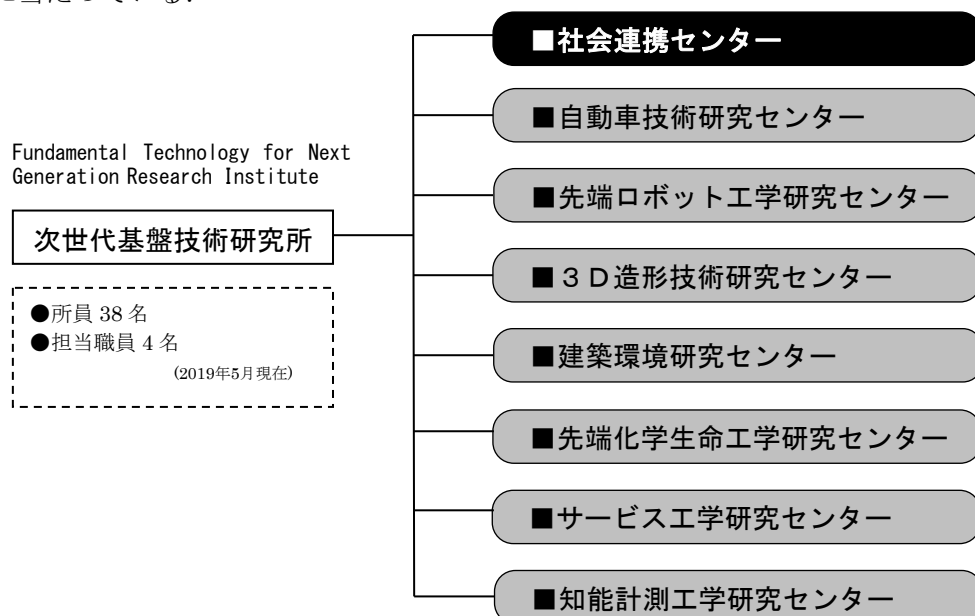 ■社会連携センター
■自動車技術研究センター
Fundamental Technology for Next
Generation Research Institute
■先端ロボット工学研究センター
次世代基盤技術研究所
■３Ｄ造形技術研究センター
●所員 38 名
●担当職員 4 名
(2019年5月現在)
■建築環境研究センター
■先端化学生命工学研究センター
■サービス工学研究センター
■知能計測工学研究センター